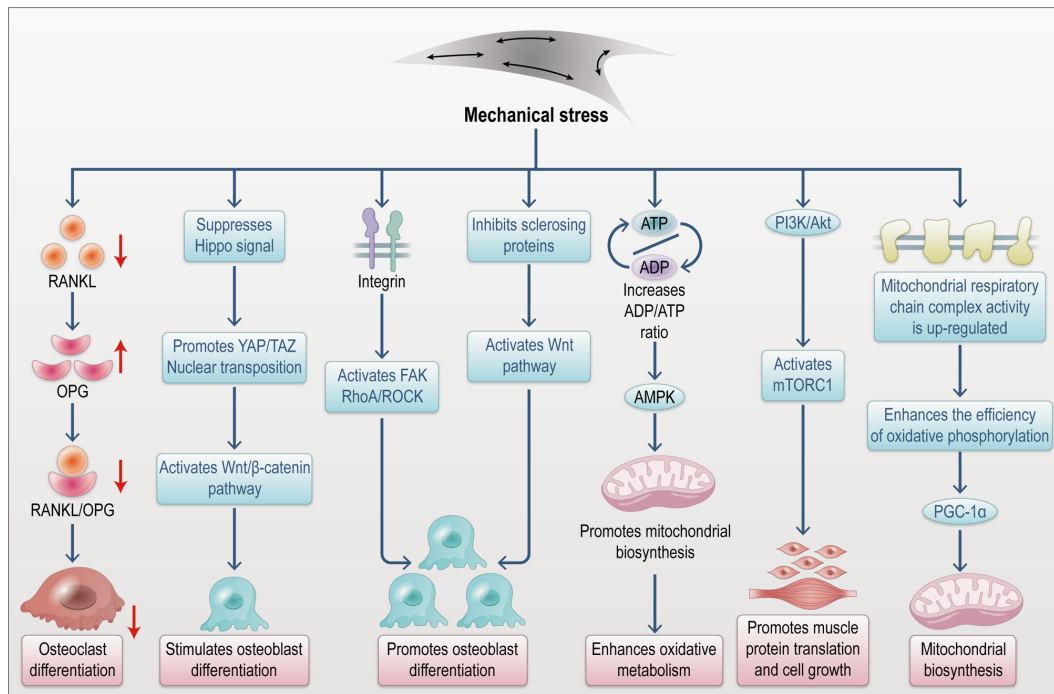 Mechanical stress
RANKL
OPG
RANKL/OPG
Osteoclast
differentiation
Suppresses
Hippo signal
Promotes YAP/TAZ
Nuclear transposition
Activates Wnt/β-catenin
pathway
Stimulates osteoblast
differentiation
Integrin
Activates FAK
RhoA/ROCK
Inhibits sclerosing
proteins
Activates Wnt
pathway
Promotes osteoblast
differentiation
ATP
ADP
Increases
ADP/ATP
ratio
AMPK
Promotes mitochondrial
biosynthesis
Enhances oxidative
metabolism
PI3K/Akt
Activates
mTORC1
Promotes muscle
protein translation
and cell growth
Mitochondrial respiratory
chain complex activity
is up-regulated
Enhances the efficiency
of oxidative phosphorylation
PGC-1α
Mitochondrial
biosynthesis